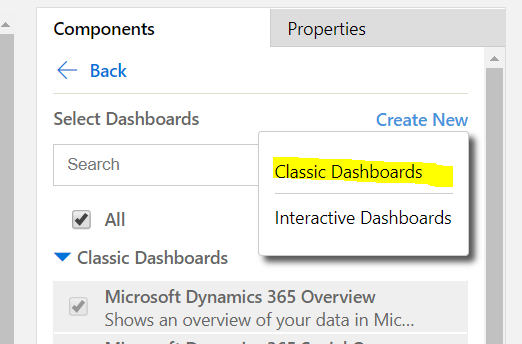 Components
Properties
Back
Select Dashboards
Create New
Search
Classic Dashboards
Interactive Dashboards
All
Classic Dashboards
Microsoft Dynamics 365 Overview
Shows an overview of your data in Mic...